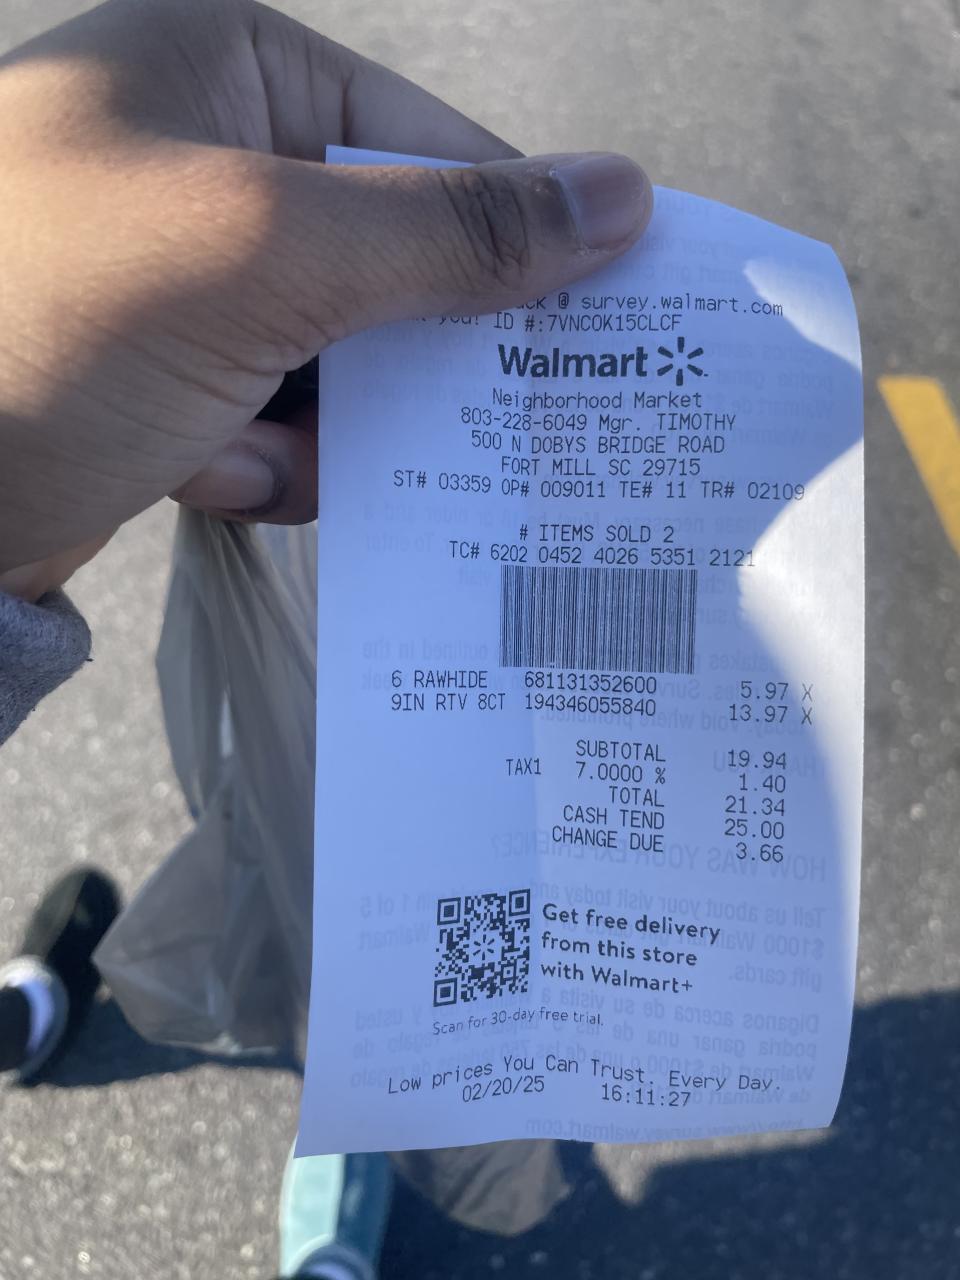 ack @ survey.walmart.com
you! ID #:7VNC0K15CLCF
Walmart
Neighborhood Market
803-228-6049 Mgr. TIMOTHY
500 N DOBYS BRIDGE ROAD
FORT MILL SC 29715
ST# 03359 OP# 009011 TE# 11 TR# 02109
# ITEMS SOLD 2
TC# 6202 0452 4026 5351 2121
6 RAWHIDE 681131352600 5.97 X
9IN RTV 8CT 194346055840 13.97 X
SUBTOTAL 19.94
TAX1 7.0000 % 1.40
TOTAL 21.34
CASH TEND 25.00
CHANGE DUE 3.66
Get free delivery
from this store
with Walmart+
Scan for 30-day free trial.
Low prices You Can Trust. Every Day.
02/20/25 16:11:27